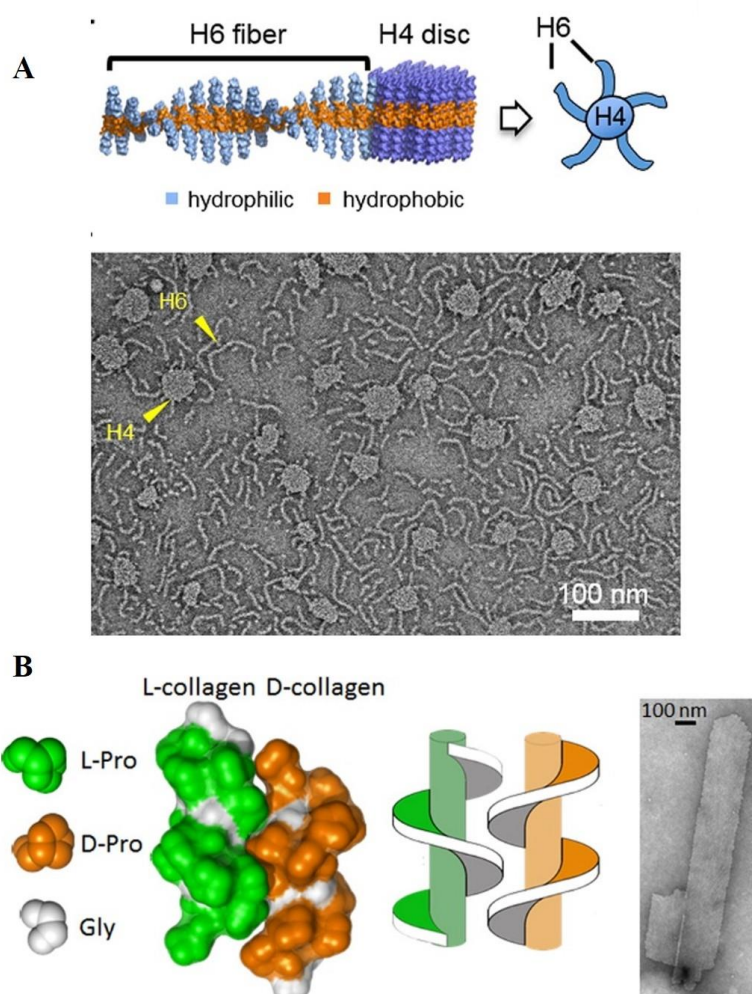 A
H6 fiber H4 disc
H6
H4
hydrophilic hydrophobic
H6
H4
100 nm
B
L-collagen D-collagen
100 nm
L-Pro
D-Pro
Gly